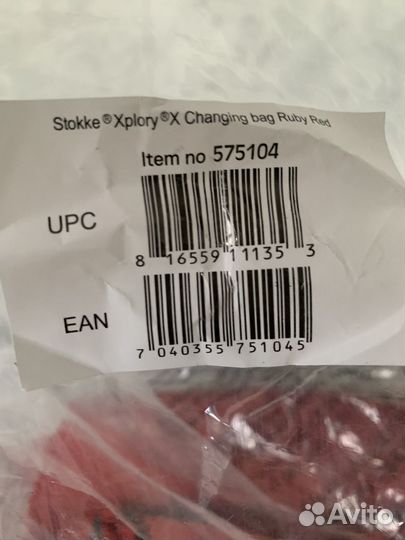 Stokke® Xplory® X Changing bag Ruby Red
Item no 575104
UPC
8 16559 11135 3
EAN
7 040355 751045
Avito